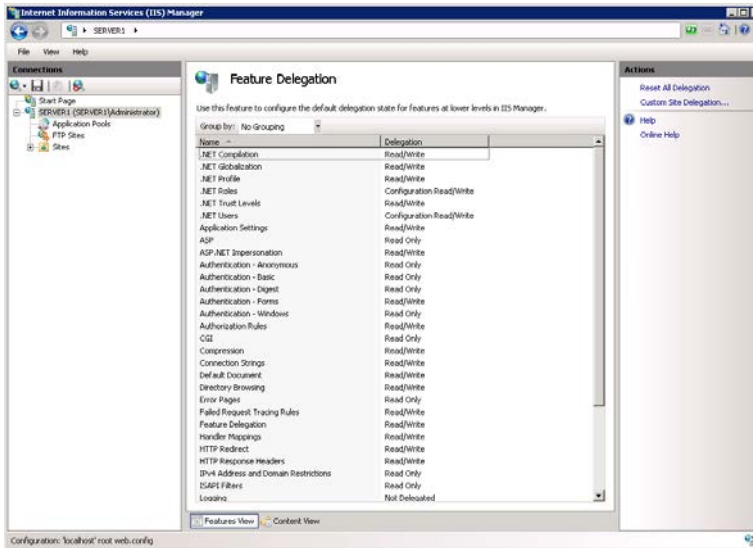 Internet Information Services (IIS) Manager
SERVER1
File View Help
Connections
Start Page
SERVER1 (SERVER1\Administrator)
Application Pools
FTP Sites
Sites
Feature Delegation
Use this feature to configure the default delegation state for features at lower levels in IIS Manager.
Group by: No Grouping
Name Delegation
.NET Compilation Read/Write
.NET Globalization Read/Write
.NET Profile Read/Write
.NET Roles Configuration Read/Write
.NET Trust Levels Read/Write
.NET Users Configuration Read/Write
Application Settings Read/Write
ASP Read Only
ASP.NET Impersonation Read/Write
Authentication - Anonymous Read Only
Authentication - Basic Read Only
Authentication - Digest Read Only
Authentication - Forms Read/Write
Authentication - Windows Read Only
Authorization Rules Read/Write
CGI Read Only
Compression Read/Write
Connection Strings Read/Write
Default Document Read/Write
Directory Browsing Read/Write
Error Pages Read Only
Failed Request Tracing Rules Read/Write
Feature Delegation Read/Write
Handler Mappings Read/Write
HTTP Redirect Read/Write
HTTP Response Headers Read/Write
IPv4 Address and Domain Restrictions Read Only
ISAPI Filters Read Only
Logging Not Delegated
Features View Content View
Actions
Reset All Delegation
Custom Site Delegation...
Help
Online Help
Configuration: 'localhost' root web.config